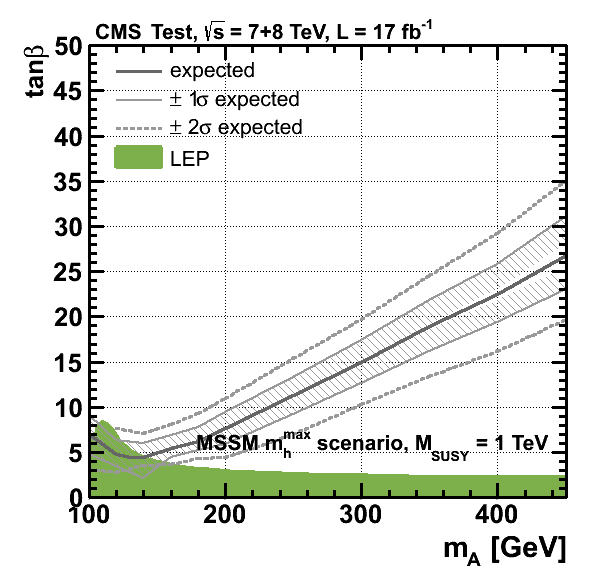 CMS Test, √s = 7+8 TeV, L = 17 fb⁻¹
tanβ
50
45
40
35
30
25
20
15
10
5
0
expected
± 1σ expected
± 2σ expected
LEP
MSSM m_h^max scenario, M_SUSY = 1 TeV
100 200 300 400
m_A [GeV]